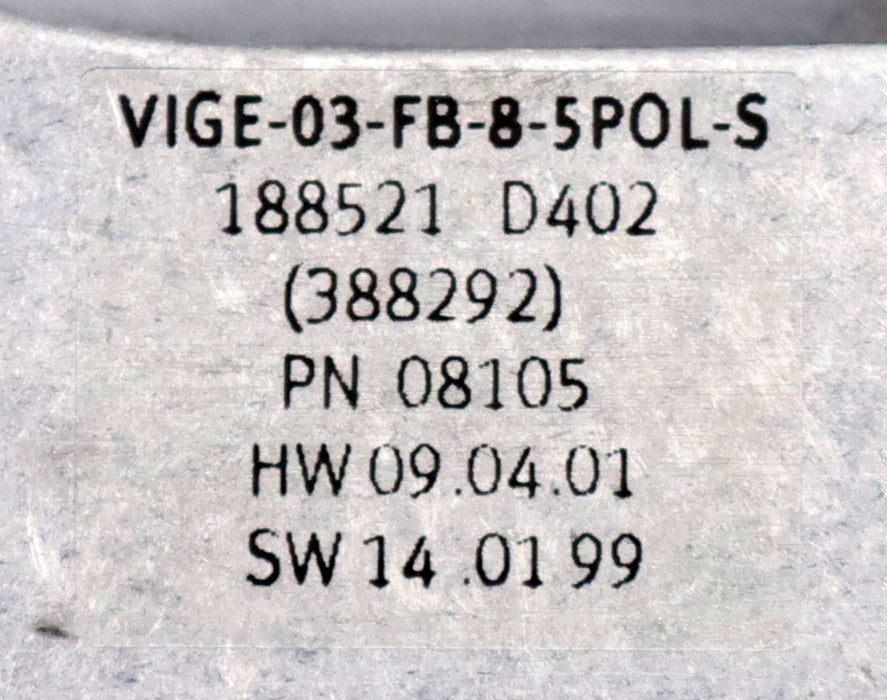 VIGE-03-FB-8-5POL-S
188521 D402
(388292)
PN 08105
HW 09.04.01
SW 14.01 99